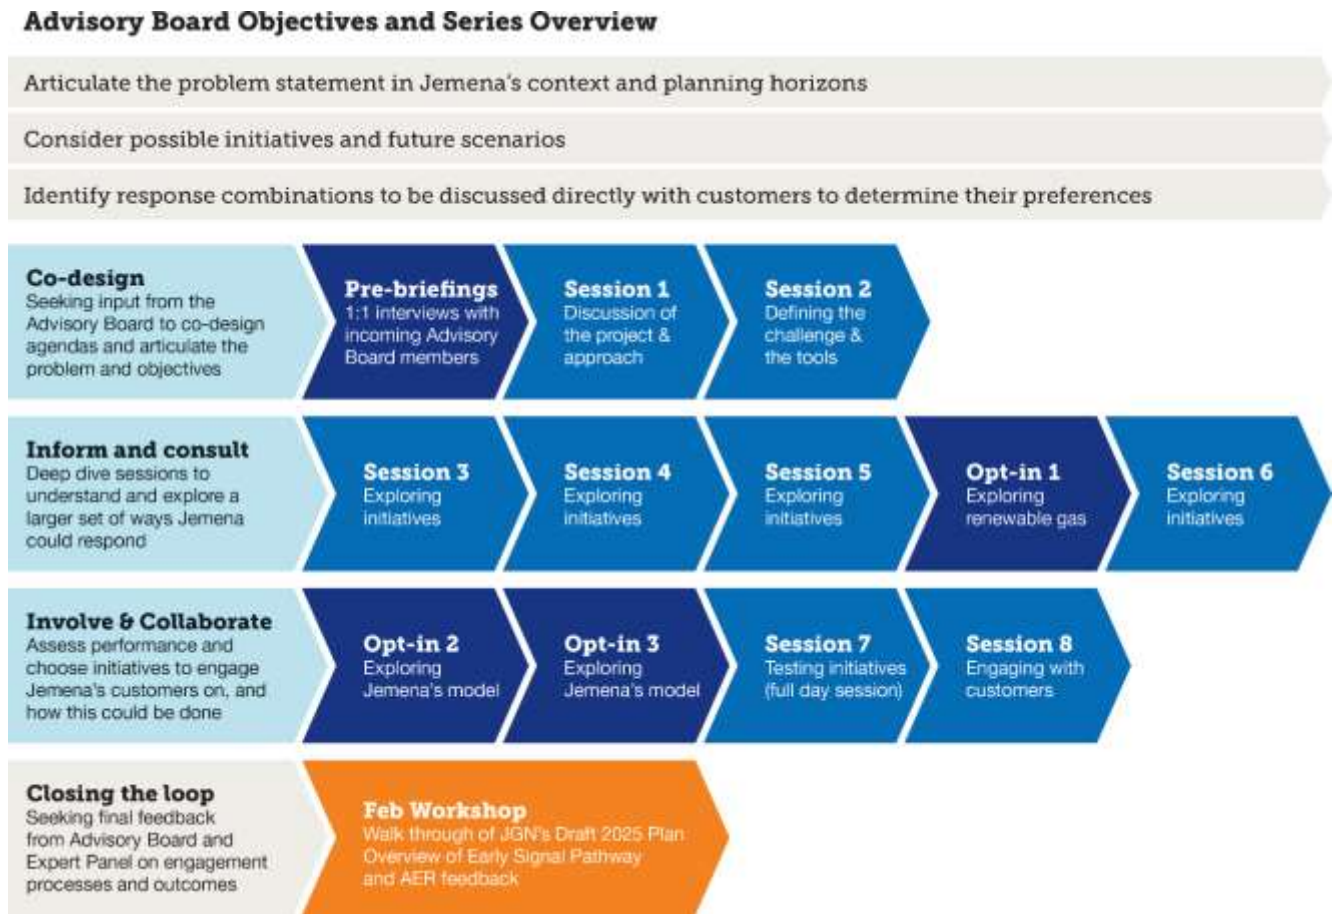 Advisory Board Objectives and Series Overview
Articulate the problem statement in Jemena's context and planning horizons
Consider possible initiatives and future scenarios
Identify response combinations to be discussed directly with customers to determine their preferences
Co-design
Seeking input from the
Advisory Board to co-design
agendas and articulate the
problem and objectives
Pre-briefings
1:1 interviews with
incoming Advisory
Board members
Session 1
Discussion of
the project &
approach
Session 2
Defining the
challenge &
the tools
Inform and consult
Deep dive sessions to
understand and explore a
larger set of ways Jemena
could respond
Session 3
Exploring
initiatives
Session 4
Exploring
initiatives
Session 5
Exploring
initiatives
Opt-in 1
Exploring
renewable gas
Session 6
Exploring
initiatives
Involve & Collaborate
Assess performance and
choose initiatives to engage
Jemena's customers on, and
how this could be done
Opt-in 2
Exploring
Jemena's model
Opt-in 3
Exploring
Jemena's model
Session 7
Testing initiatives
(full day session)
Session 8
Engaging with
customers
Closing the loop
Seeking final feedback
from Advisory Board and
Expert Panel on engagement
processes and outcomes
Feb Workshop
Walk through of JGN's Draft 2025 Plan
Overview of Early Signal Pathway
and AER feedback